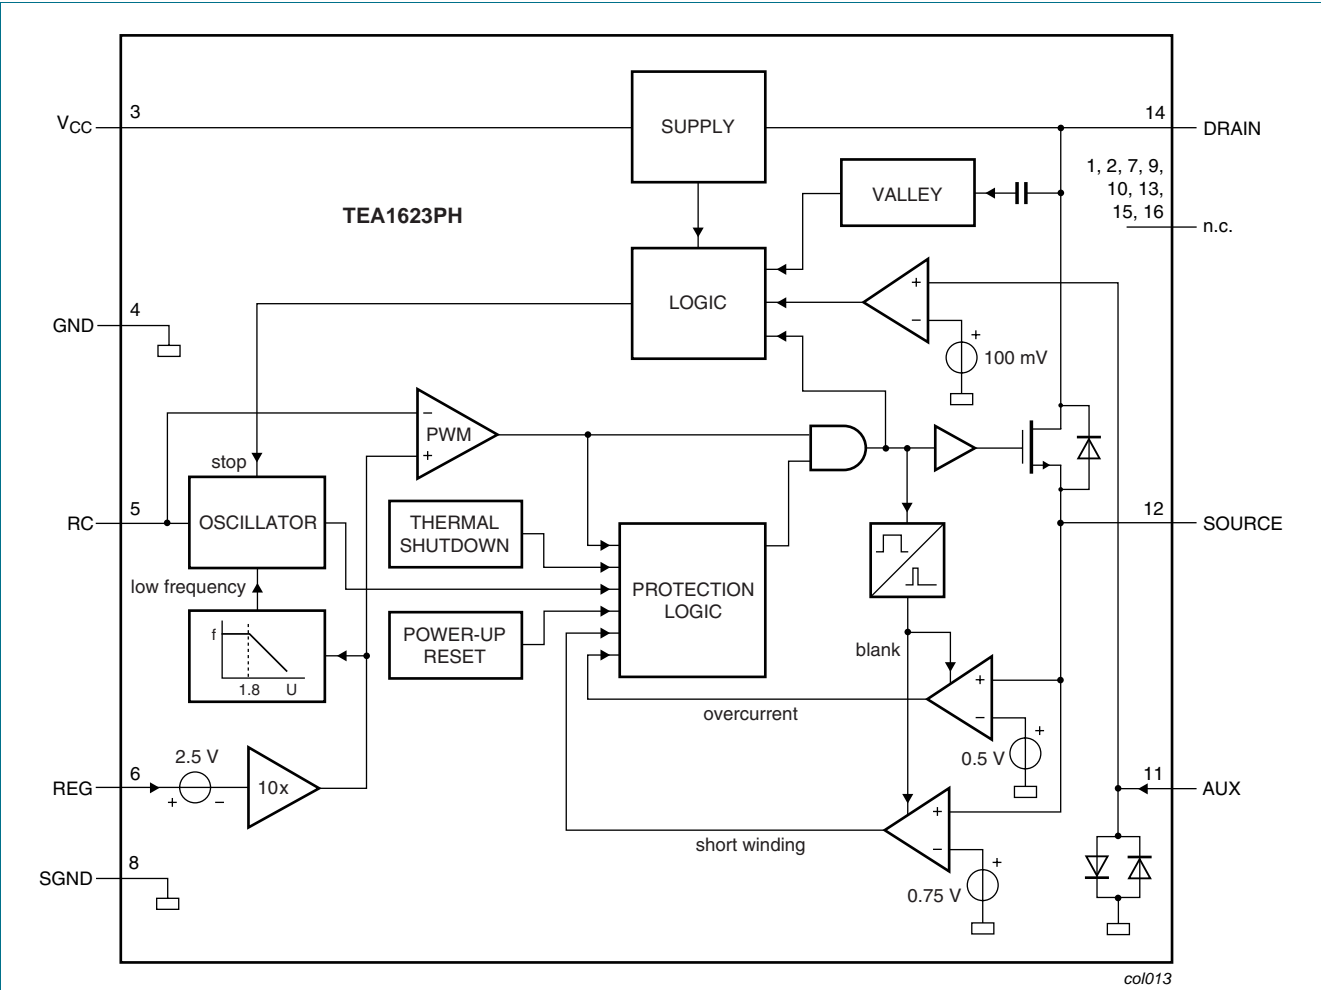 3
VCC
SUPPLY
14
DRAIN
1, 2, 7, 9,
10, 13,
15, 16
n.c.
VALLEY
TEA1623PH
LOGIC
+
−
+
100 mV
4
GND
−
PWM
+
stop
5
RC
OSCILLATOR
THERMAL
SHUTDOWN
12
SOURCE
low frequency
PROTECTION
LOGIC
f
1.8 U
POWER-UP
RESET
blank
+
−
overcurrent
+
0.5 V
2.5 V
6
REG
+ −
10x
11
AUX
+
−
short winding
+
0.75 V
8
SGND
col013